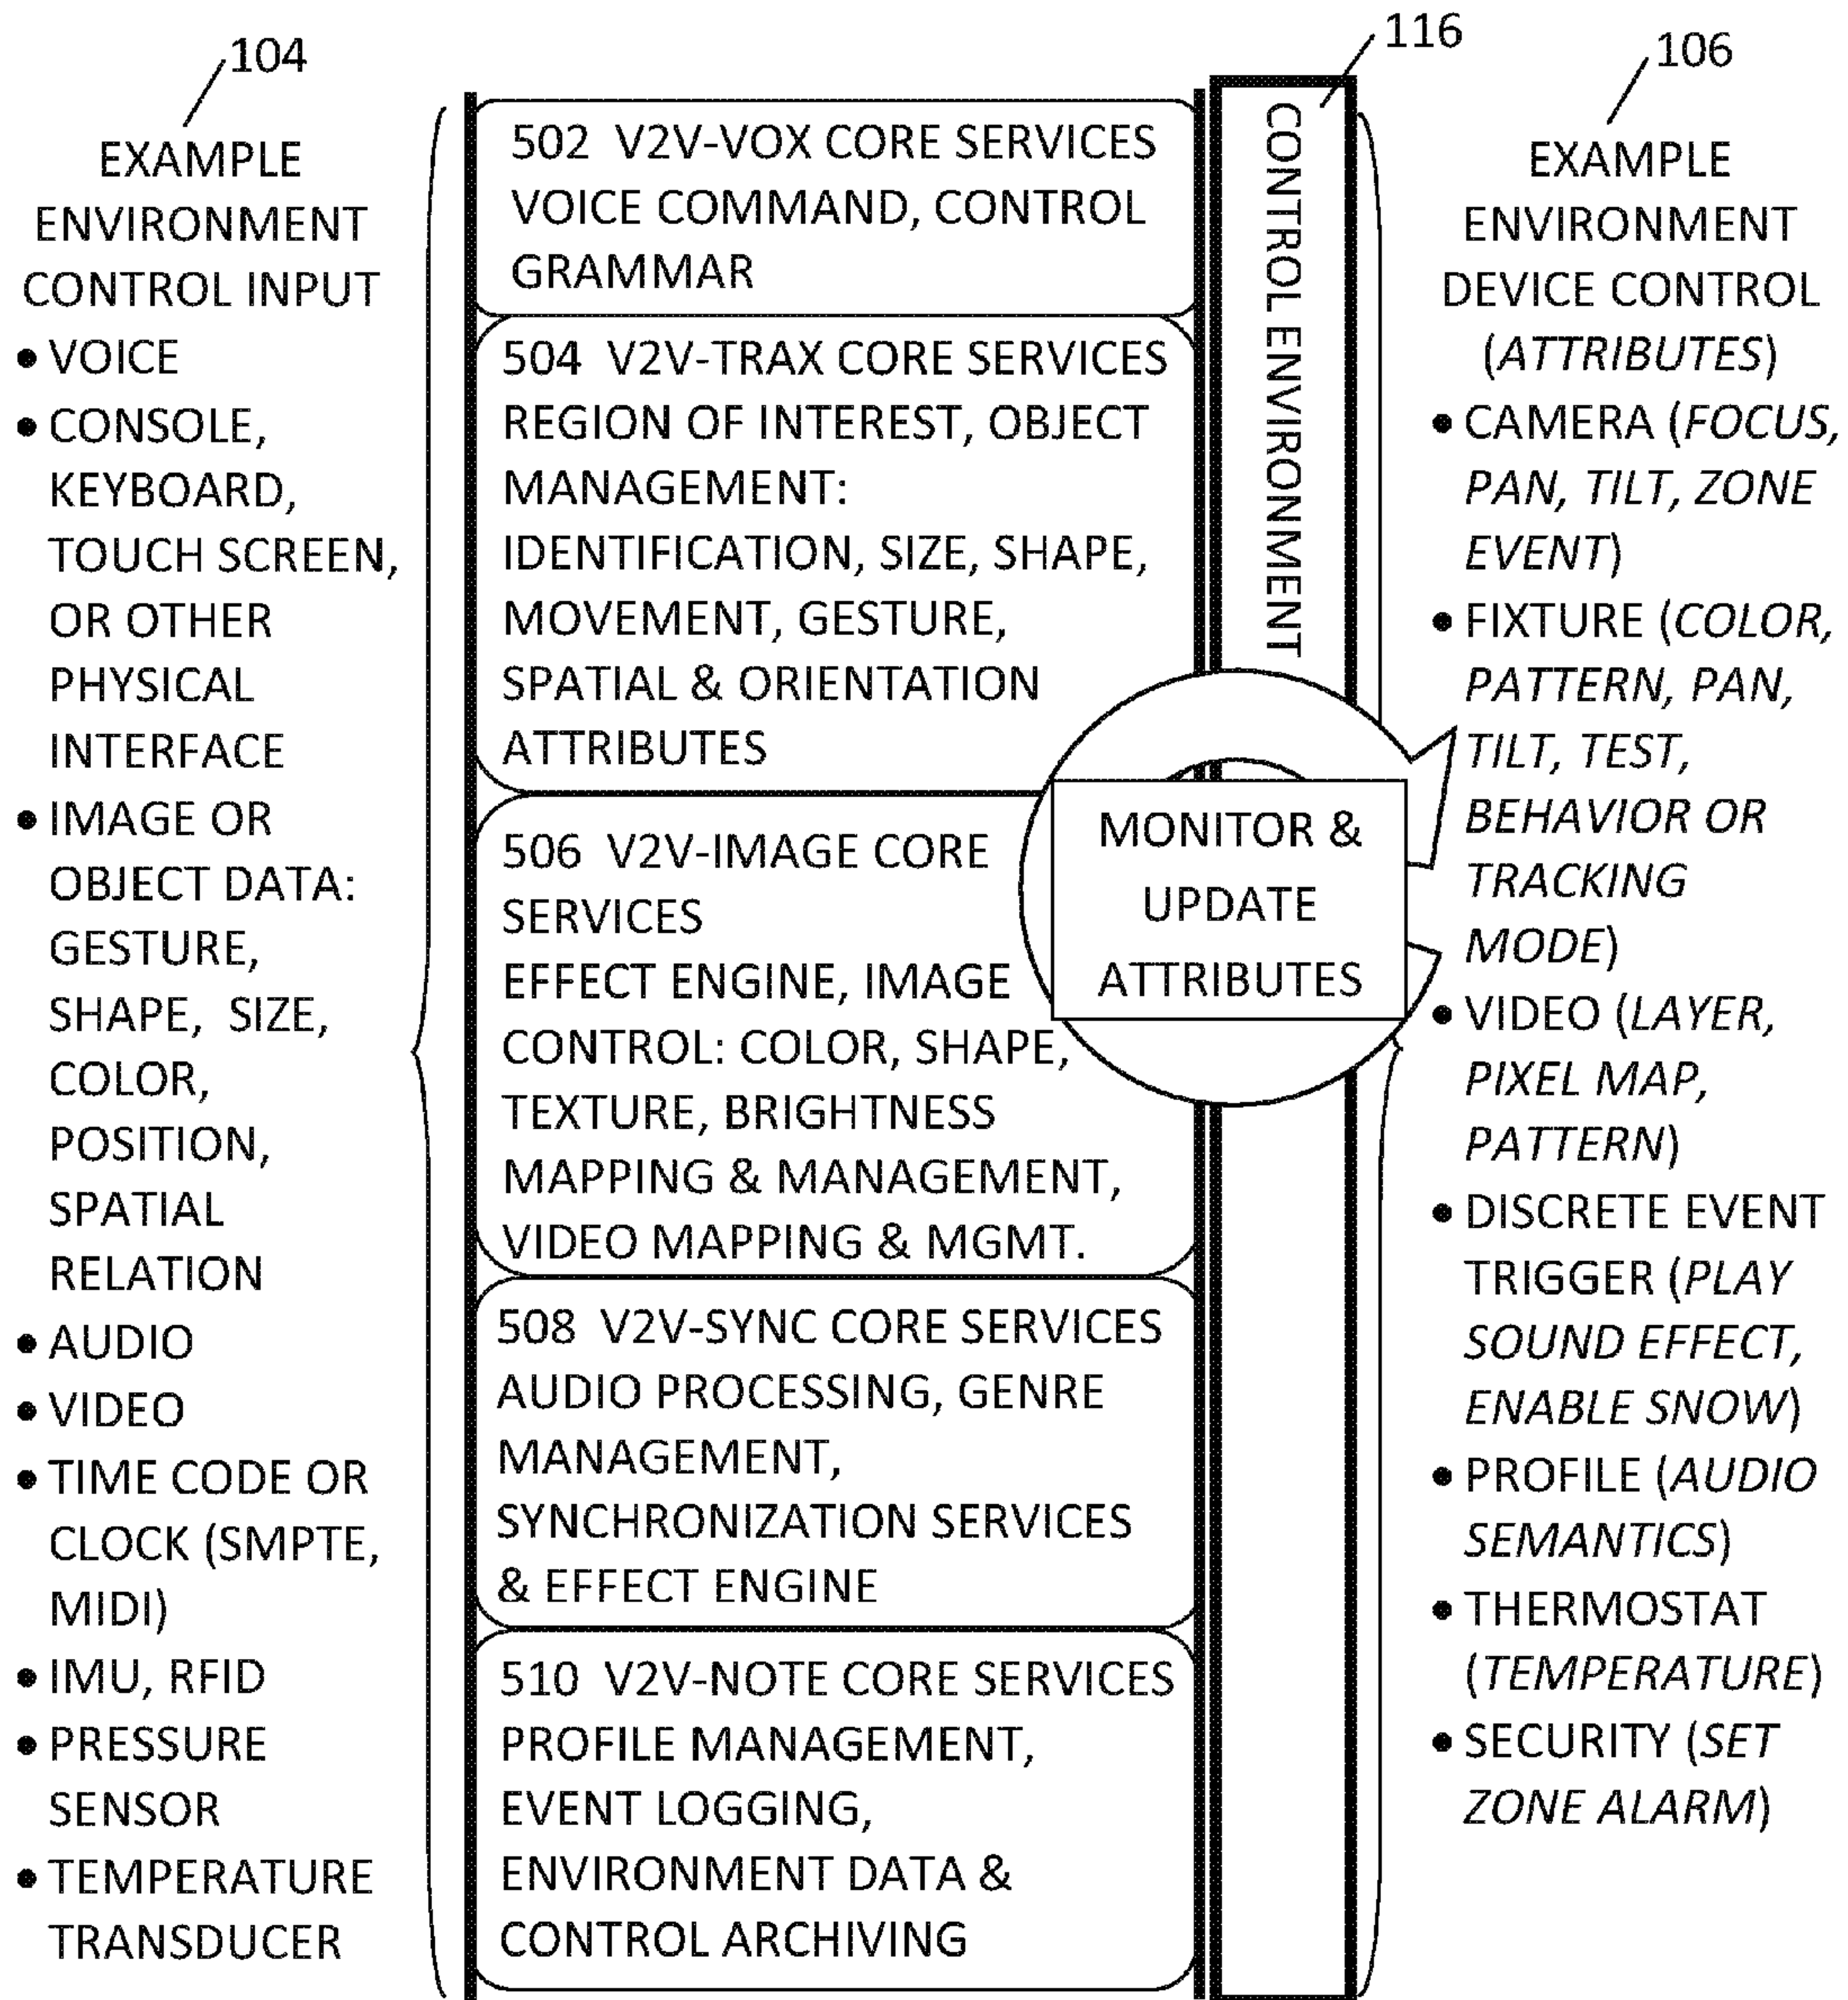 104
EXAMPLE
ENVIRONMENT
CONTROL INPUT
• VOICE
• CONSOLE,
KEYBOARD,
TOUCH SCREEN,
OR OTHER
PHYSICAL
INTERFACE
• IMAGE OR
OBJECT DATA:
GESTURE,
SHAPE, SIZE,
COLOR,
POSITION,
SPATIAL
RELATION
• AUDIO
• VIDEO
• TIME CODE OR
CLOCK (SMPTE,
MIDI)
• IMU, RFID
• PRESSURE
SENSOR
• TEMPERATURE
TRANSDUCER
502 V2V-VOX CORE SERVICES
VOICE COMMAND, CONTROL
GRAMMAR
504 V2V-TRAX CORE SERVICES
REGION OF INTEREST, OBJECT
MANAGEMENT:
IDENTIFICATION, SIZE, SHAPE,
MOVEMENT, GESTURE,
SPATIAL & ORIENTATION
ATTRIBUTES
506 V2V-IMAGE CORE
SERVICES
EFFECT ENGINE, IMAGE
CONTROL: COLOR, SHAPE,
TEXTURE, BRIGHTNESS
MAPPING & MANAGEMENT,
VIDEO MAPPING & MGMT.
508 V2V-SYNC CORE SERVICES
AUDIO PROCESSING, GENRE
MANAGEMENT,
SYNCHRONIZATION SERVICES
& EFFECT ENGINE
510 V2V-NOTE CORE SERVICES
PROFILE MANAGEMENT,
EVENT LOGGING,
ENVIRONMENT DATA &
CONTROL ARCHIVING
116
CONTROL ENVIRONMENT
MONITOR &
UPDATE
ATTRIBUTES
106
EXAMPLE
ENVIRONMENT
DEVICE CONTROL
(ATTRIBUTES)
• CAMERA (FOCUS,
PAN, TILT, ZONE
EVENT)
• FIXTURE (COLOR,
PATTERN, PAN,
TILT, TEST,
BEHAVIOR OR
TRACKING
MODE)
• VIDEO (LAYER,
PIXEL MAP,
PATTERN)
• DISCRETE EVENT
TRIGGER (PLAY
SOUND EFFECT,
ENABLE SNOW)
• PROFILE (AUDIO
SEMANTICS)
• THERMOSTAT
(TEMPERATURE)
• SECURITY (SET
ZONE ALARM)